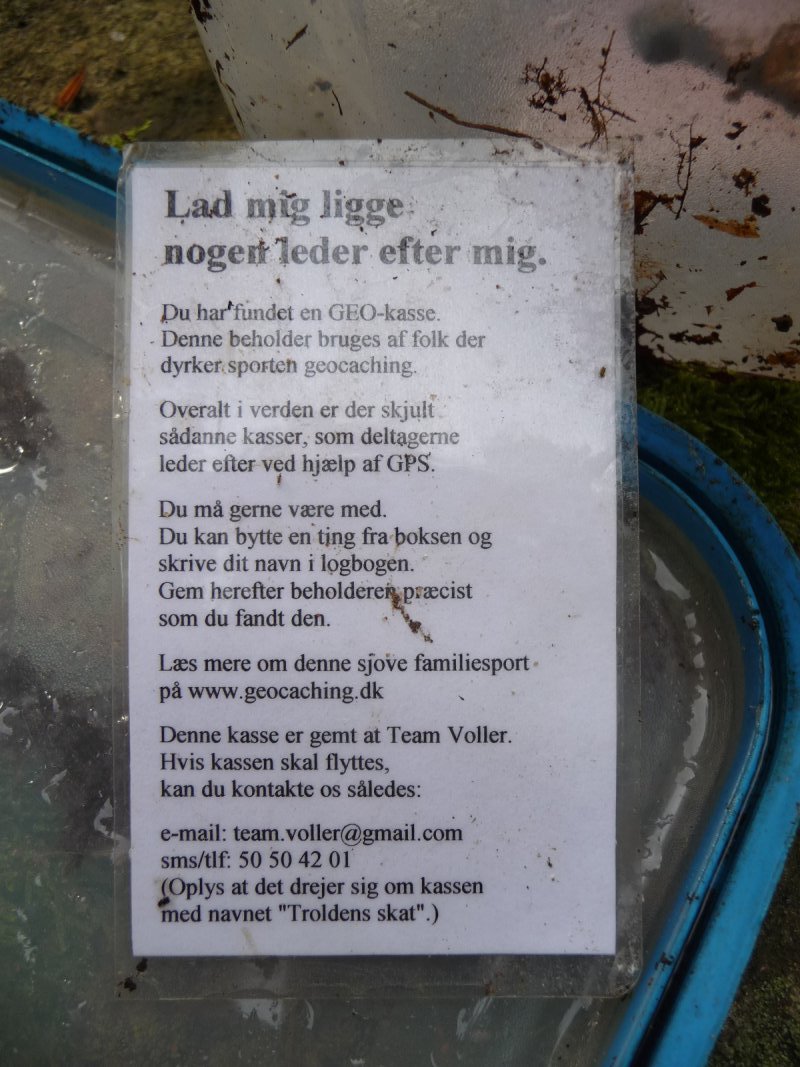 Lad mig ligge
nogen leder efter mig.
Du har fundet en GEO-kasse.
Denne beholder bruges af folk der
dyrker sporten geocaching.
Overalt i verden er der skjult
sådanne kasser, som deltagerne
leder efter ved hjælp af GPS.
Du må gerne være med.
Du kan bytte en ting fra boksen og
skrive dit navn i logbogen.
Gem herefter beholderen præcist
som du fandt den.
Læs mere om denne sjove familiesport
på www.geocaching.dk
Denne kasse er gemt at Team Voller.
Hvis kassen skal flyttes,
kan du kontakte os således:
e-mail: team.voller@gmail.com
sms/tlf: 50 50 42 01
(Oplys at det drejer sig om kassen
med navnet "Troldens skat".)